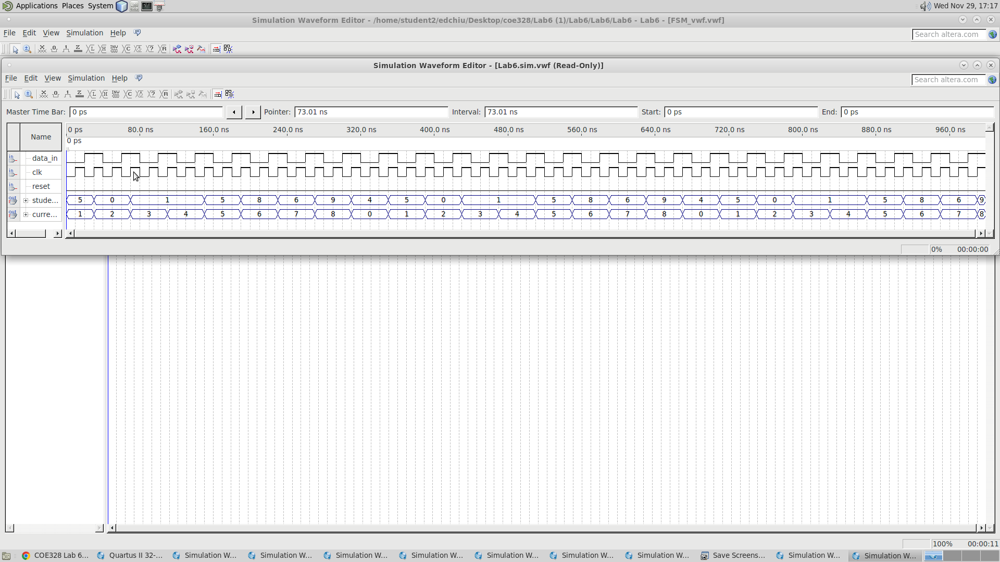 Applications Places System Wed Nov 29, 17:17
Simulation Waveform Editor - /home/student2/edchiu/Desktop/coe328/Lab6 (1)/Lab6/Lab6/Lab6 - Lab6 - [FSM_vwf.vwf]
File Edit View Simulation Help Search altera.com
Simulation Waveform Editor - [Lab6.sim.vwf (Read-Only)]
File Edit View Simulation Help Search altera.com
Master Time Bar: 0 ps Pointer: 73.01 ns Interval: 73.01 ns Start: 0 ps End: 0 ps
Name 0 ps 80.0 ns 160.0 ns 240.0 ns 320.0 ns 400.0 ns 480.0 ns 560.0 ns 640.0 ns 720.0 ns 800.0 ns 880.0 ns 960.0 ns
0 ps
in data_in
in clk
in reset
out stude... 5 0 1 5 8 6 9 4 5 0 1 5 8 6 9 4 5 0 1 5 8 6 9
out curre... 1 2 3 4 5 6 7 8 0 1 2 3 4 5 6 7 8 0 1 2 3 4 5 6 7 8
0% 00:00:00
100% 00:00:11
COE328 Lab 6... Quartus II 32-... Simulation W... Simulation W... Simulation W... Simulation W... Simulation W... Simulation W... Simulation W... Save Screens... Simulation W... Simulation W...